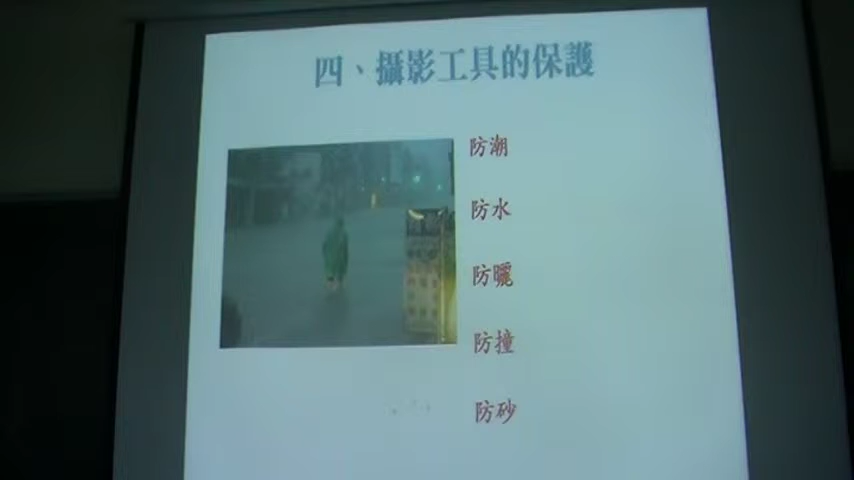 四、攝影工具的保護
防潮
防水
防曬
防撞
防砂